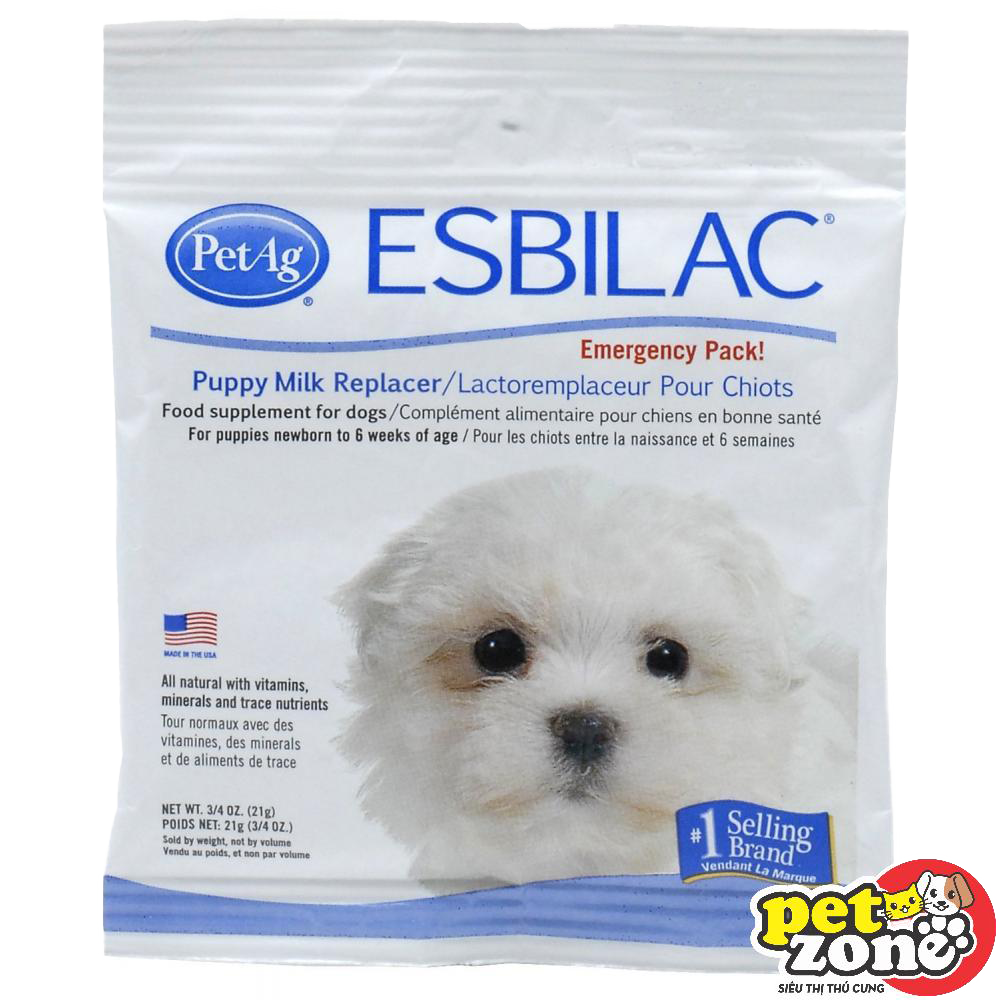 PetAg®
ESBILAC®
Emergency Pack!
Puppy Milk Replacer/Lactoremplaceur Pour Chiots
Food supplement for dogs/Complément alimentaire pour chiens en bonne santé
For puppies newborn to 6 weeks of age / Pour les chiots entre la naissance et 6 semaines
MADE IN THE USA
All natural with vitamins,
minerals and trace nutrients
Tour normaux avec des
vitamines, des minerals
et de aliments de trace
NET WT. 3/4 OZ. (21g)
POIDS NET: 21g (3/4 OZ.)
Sold by weight, not by volume
Vendu au poids, et non par volume
#1 Selling
Brand
Vendant La Marque
pet
zone
SIÊU THỊ THÚ CƯNG